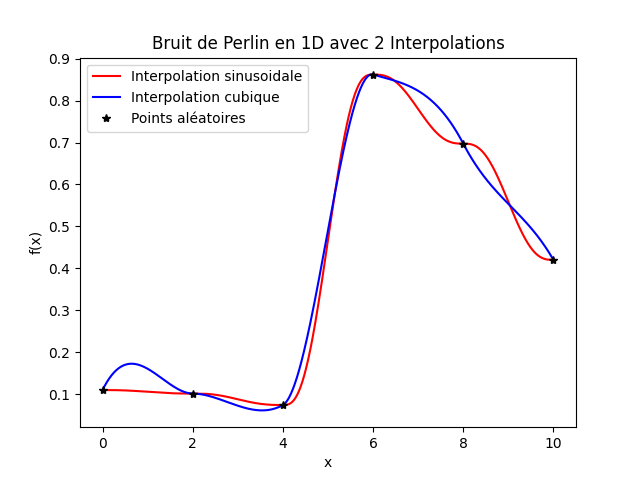 Bruit de Perlin en 1D avec 2 Interpolations
Interpolation sinusoidale
Interpolation cubique
Points aléatoires
f(x)
0.9
0.8
0.7
0.6
0.5
0.4
0.3
0.2
0.1
0 2 4 6 8 10
x